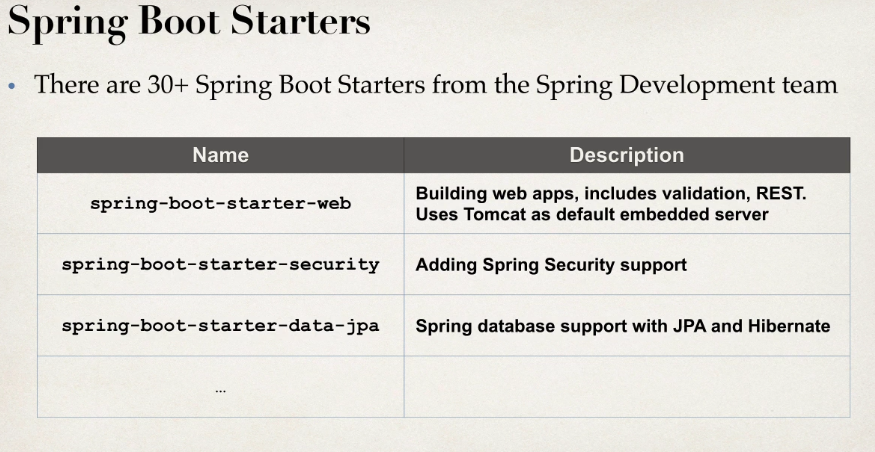 Spring Boot Starters
• There are 30+ Spring Boot Starters from the Spring Development team
Name Description
spring-boot-starter-web Building web apps, includes validation, REST.
Uses Tomcat as default embedded server
spring-boot-starter-security Adding Spring Security support
spring-boot-starter-data-jpa Spring database support with JPA and Hibernate
...